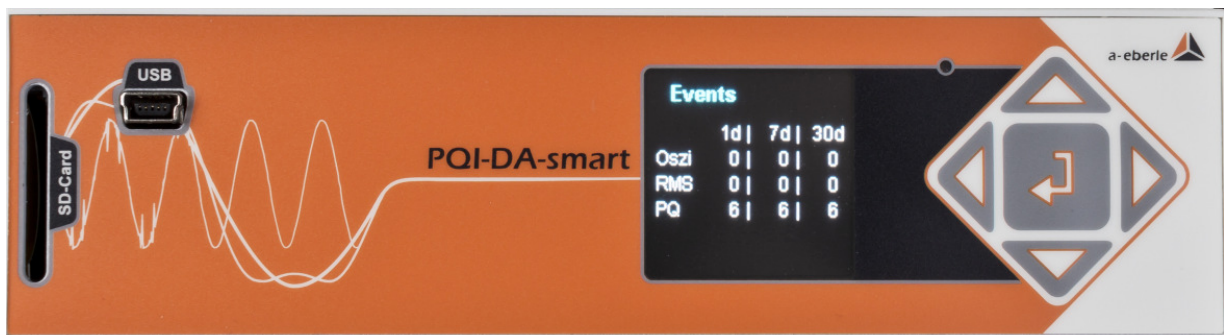 USB
SD-Card
PQI-DA-smart
Events
1d| 7d| 30d
Oszi 0| 0| 0
RMS 0| 0| 0
PQ 6| 6| 6
a-eberle